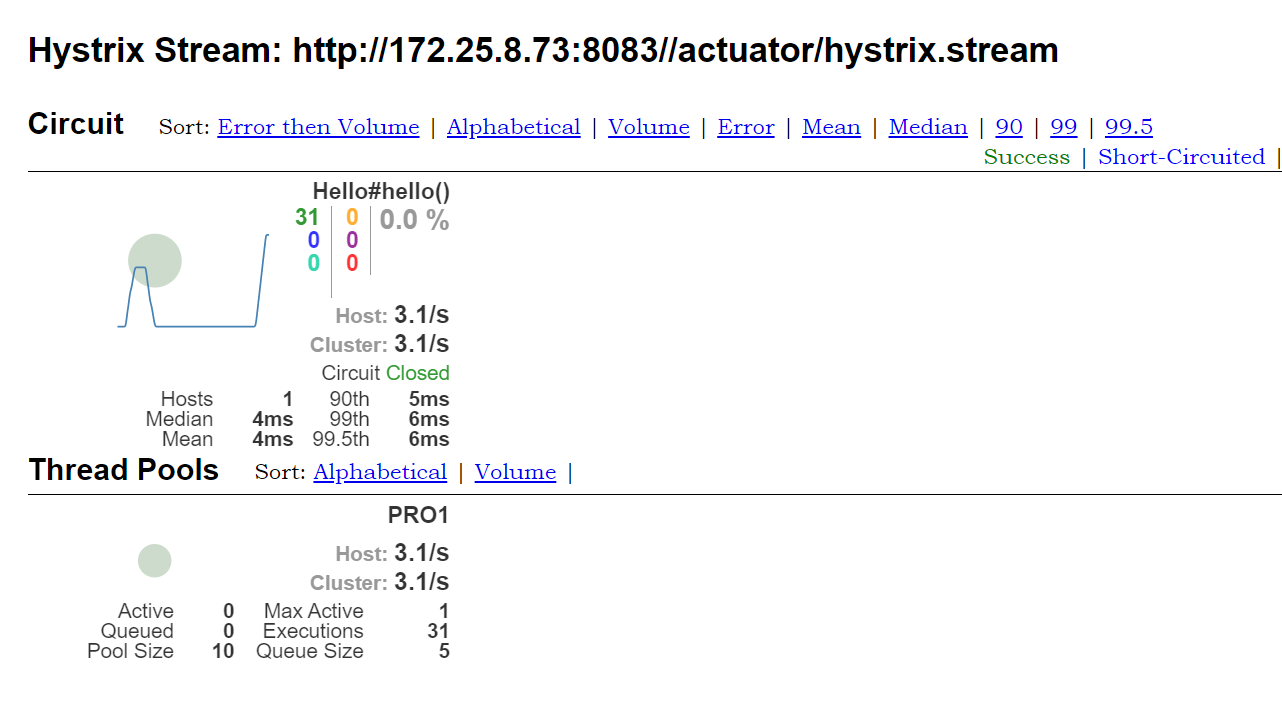 Hystrix Stream: http://172.25.8.73:8083//actuator/hystrix.stream
Circuit Sort: Error then Volume | Alphabetical | Volume | Error | Mean | Median | 90 | 99 | 99.5
Success | Short-Circuited |
Hello#hello()
31 0 0.0 %
0 0
0 0
Host: 3.1/s
Cluster: 3.1/s
Circuit Closed
Hosts 1 90th 5ms
Median 4ms 99th 6ms
Mean 4ms 99.5th 6ms
Thread Pools Sort: Alphabetical | Volume |
PRO1
Host: 3.1/s
Cluster: 3.1/s
Active 0 Max Active 1
Queued 0 Executions 31
Pool Size 10 Queue Size 5